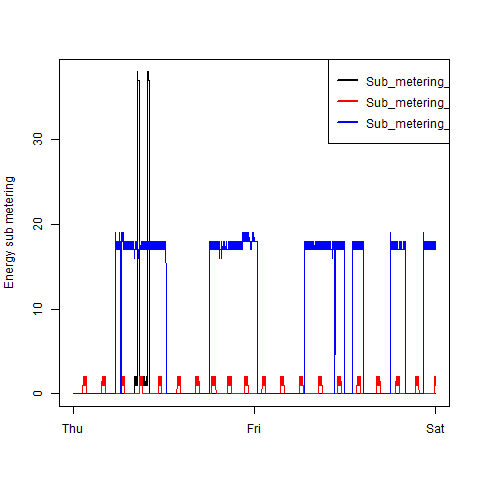 Sub_metering_
Sub_metering_
Sub_metering_
Energy sub metering
30
20
10
0
Thu Fri Sat